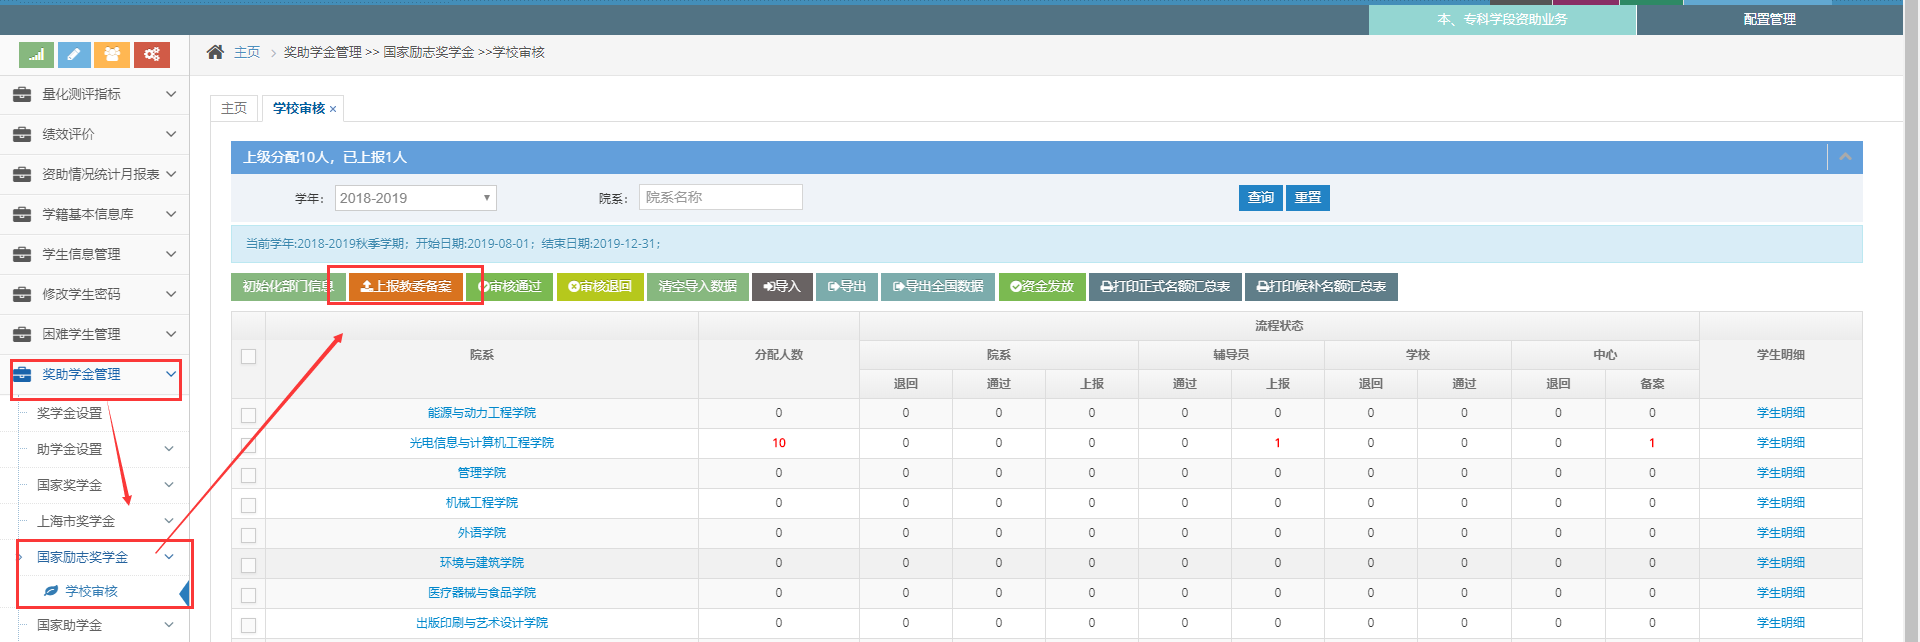 本、专科学段资助业务
配置管理
主页 > 奖助学金管理 >> 国家励志奖学金 >>学校审核
量化测评指标
绩效评价
资助情况统计月报表
学籍基本信息库
学生信息管理
修改学生密码
困难学生管理
奖助学金管理
奖学金设置
助学金设置
国家奖学金
上海市奖学金
国家励志奖学金
学校审核
国家助学金
主页 学校审核 ×
上级分配10人，已上报1人
学年： 2018-2019 院系： 院系名称 查询 重置
当前学年:2018-2019秋季学期；开始日期:2019-08-01；结束日期:2019-12-31；
初始化部门信息 上报教委备案 审核通过 审核退回 清空导入数据 导入 导出 导出全国数据 资金发放 打印正式名额汇总表 打印候补名额汇总表
流程状态
院系 分配人数 院系 辅导员 学校 中心 学生明细
退回 通过 上报 通过 上报 退回 通过 退回 备案
能源与动力工程学院 0 0 0 0 0 0 0 0 0 0 学生明细
光电信息与计算机工程学院 10 0 0 0 0 1 0 0 0 1 学生明细
管理学院 0 0 0 0 0 0 0 0 0 0 学生明细
机械工程学院 0 0 0 0 0 0 0 0 0 0 学生明细
外语学院 0 0 0 0 0 0 0 0 0 0 学生明细
环境与建筑学院 0 0 0 0 0 0 0 0 0 0 学生明细
医疗器械与食品学院 0 0 0 0 0 0 0 0 0 0 学生明细
出版印刷与艺术设计学院 0 0 0 0 0 0 0 0 0 0 学生明细